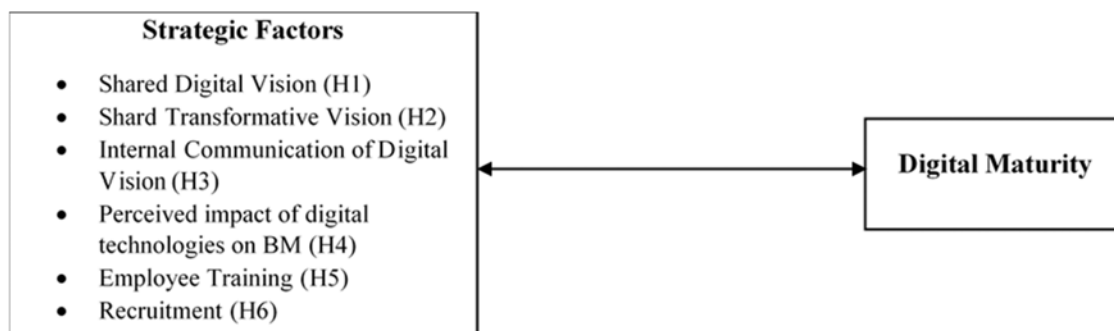 Strategic Factors
• Shared Digital Vision (H1)
• Shard Transformative Vision (H2)
• Internal Communication of Digital
Vision (H3)
• Perceived impact of digital
technologies on BM (H4)
• Employee Training (H5)
• Recruitment (H6)
Digital Maturity